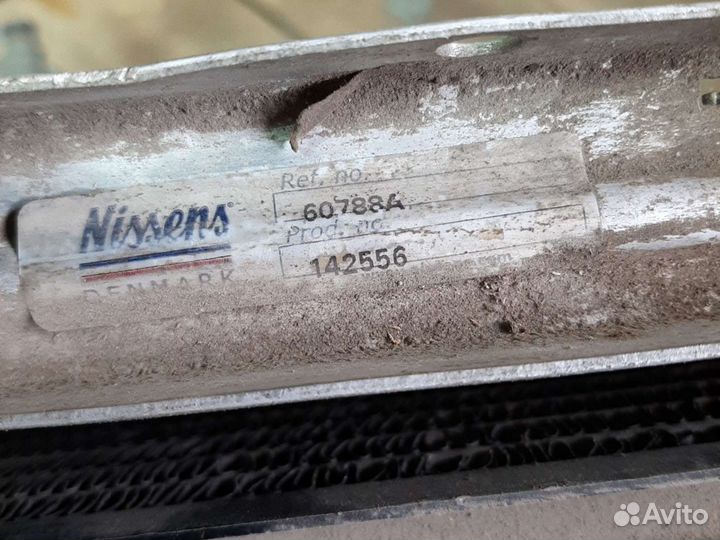 Nissens®
DENMARK
Ref. no.
60788A
Prod. no.
142556
Avito